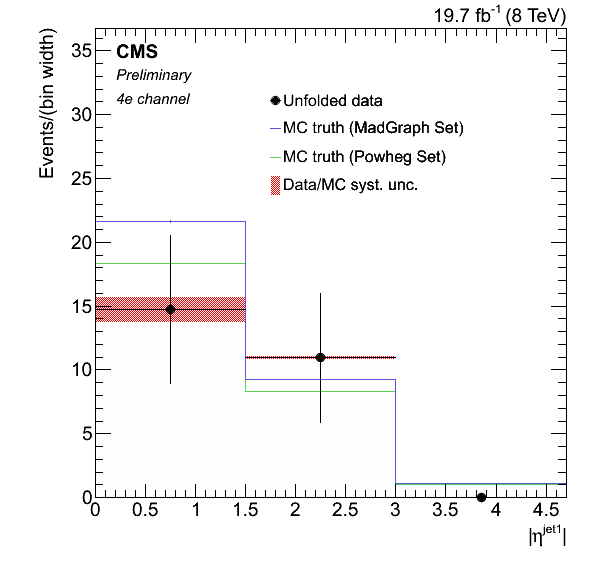 19.7 fb⁻¹ (8 TeV)
Events/(bin width)
CMS
Preliminary
4e channel
Unfolded data
MC truth (MadGraph Set)
MC truth (Powheg Set)
Data/MC syst. unc.
35
30
25
20
15
10
5
0
0 0.5 1 1.5 2 2.5 3 3.5 4 4.5
|η^jet1|